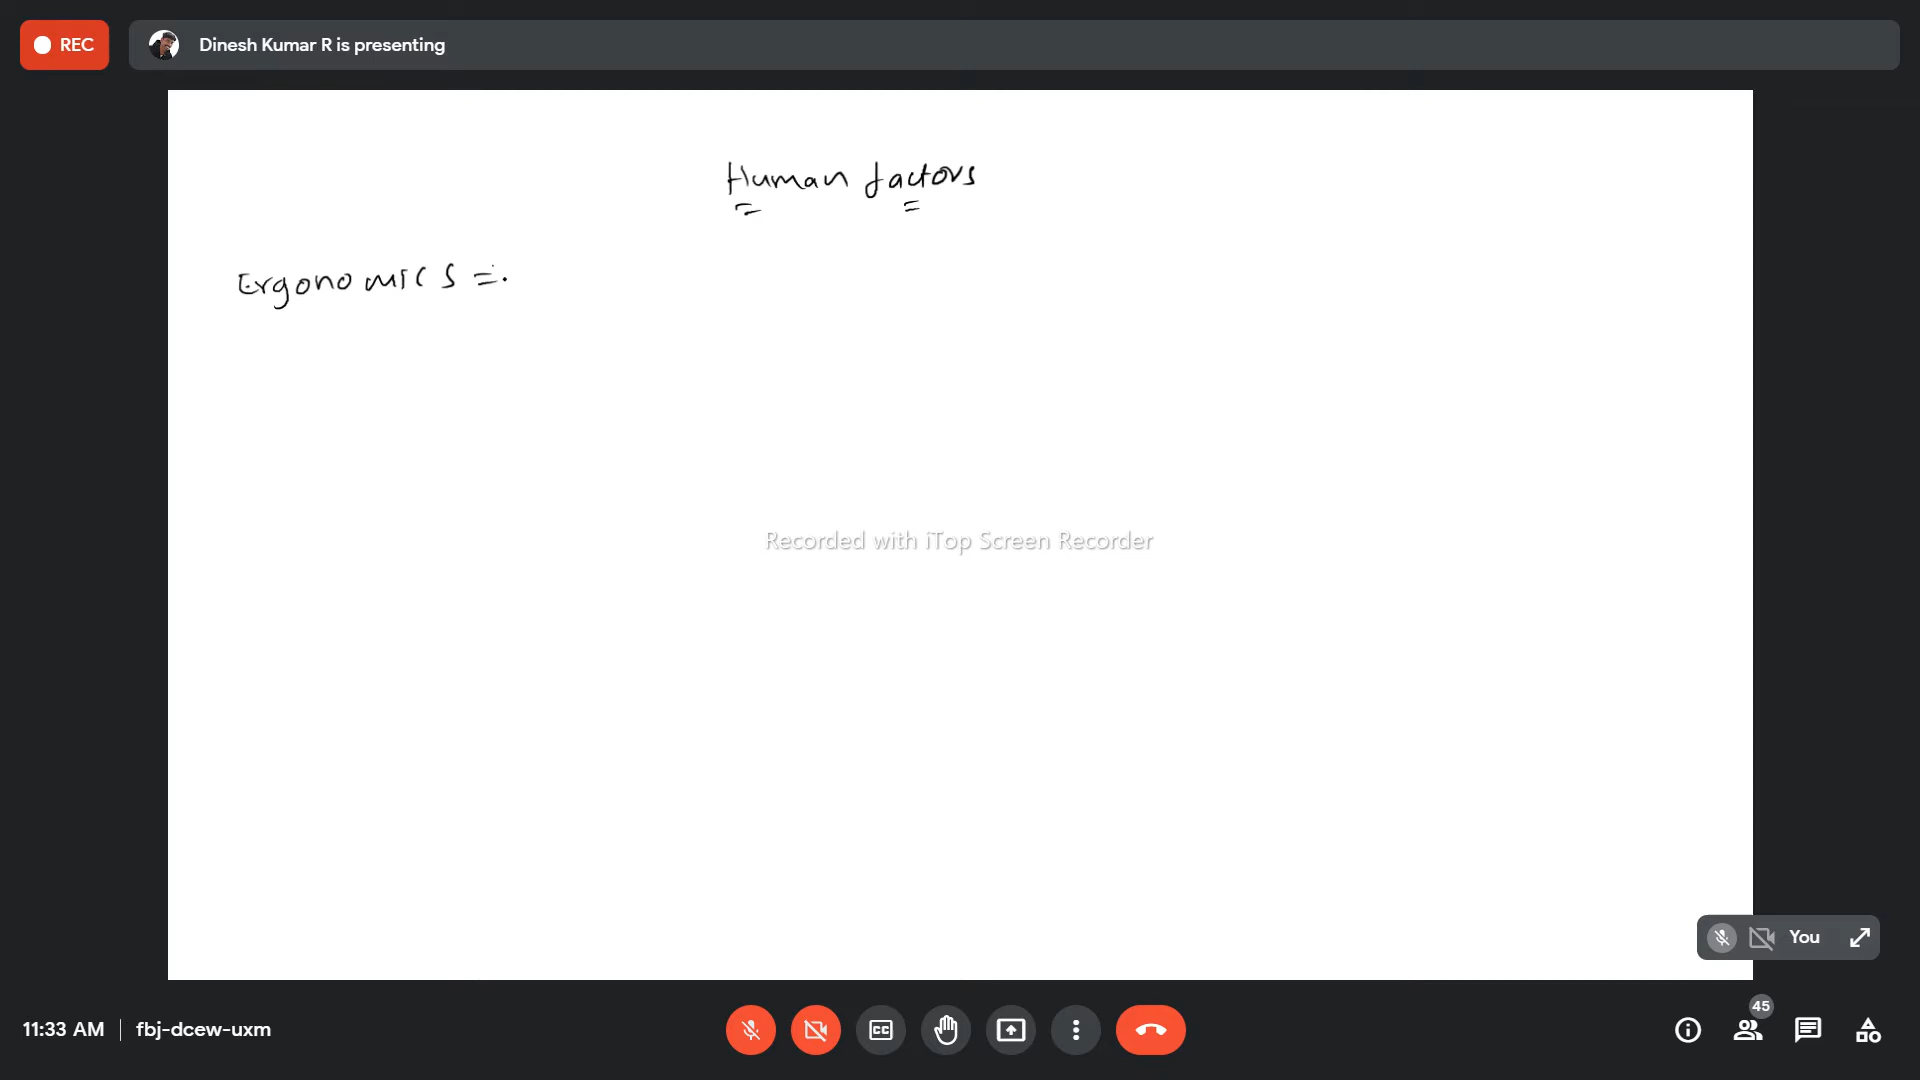 REC
Dinesh Kumar R is presenting
Human factors
Ergonomics =:
Recorded with iTop Screen Recorder
You
11:33 AM | fbj-dcew-uxm
CC
45